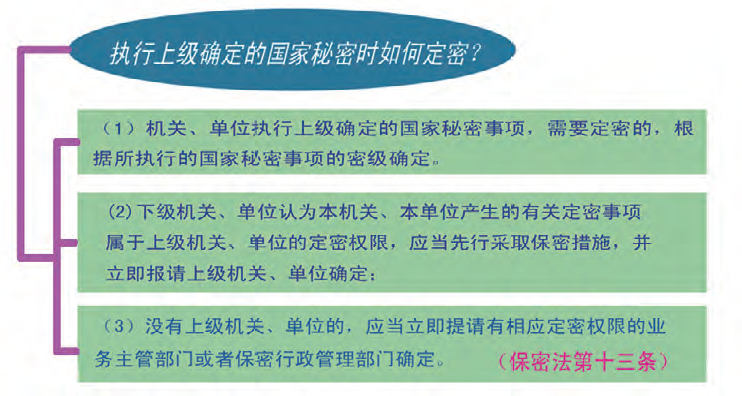 执行上级确定的国家秘密时如何定密？
（1）机关、单位执行上级确定的国家秘密事项，需要定密的，根
据所执行的国家秘密事项的密级确定。
(2)下级机关、单位认为本机关、本单位产生的有关定密事项
属于上级机关、单位的定密权限，应当先行采取保密措施，并
立即报请上级机关、单位确定；
（3）没有上级机关、单位的，应当立即提请有相应定密权限的业
务主管部门或者保密行政管理部门确定。（保密法第十三条）